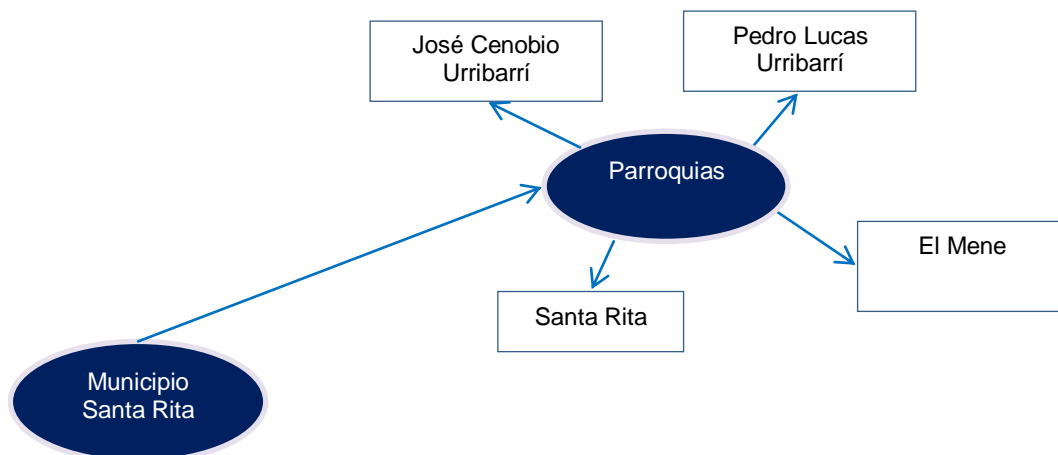 José Cenobio
Urribarrí
Pedro Lucas
Urribarrí
Parroquias
El Mene
Santa Rita
Municipio
Santa Rita